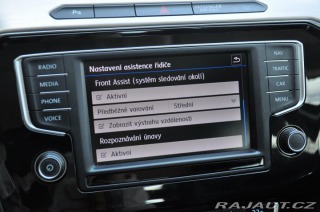 Nastavení asistence řidiče
Front Assist (systém sledování okolí)
RADIO
NAV
Aktivní
MEDIA
TRAFFIC
Předběžné varování
Střední
PHONE
CAR
Zobrazit výstrahu vzdálenosti
VOICE
MENU
Rozpoznávání únavy
Aktivní
RAJAUT.CZ